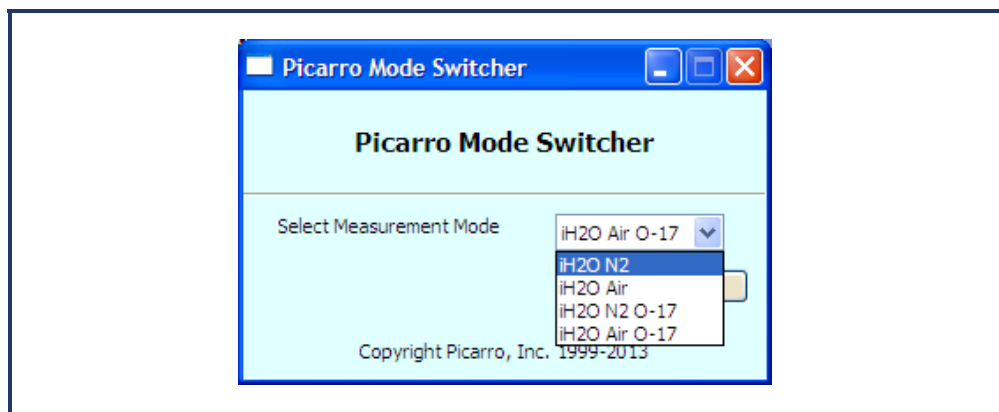 Picarro Mode Switcher
Picarro Mode Switcher
Select Measurement Mode
iH2O Air O-17
iH2O N2
iH2O Air
iH2O N2 O-17
iH2O Air O-17
Copyright Picarro, Inc. 1999-2013